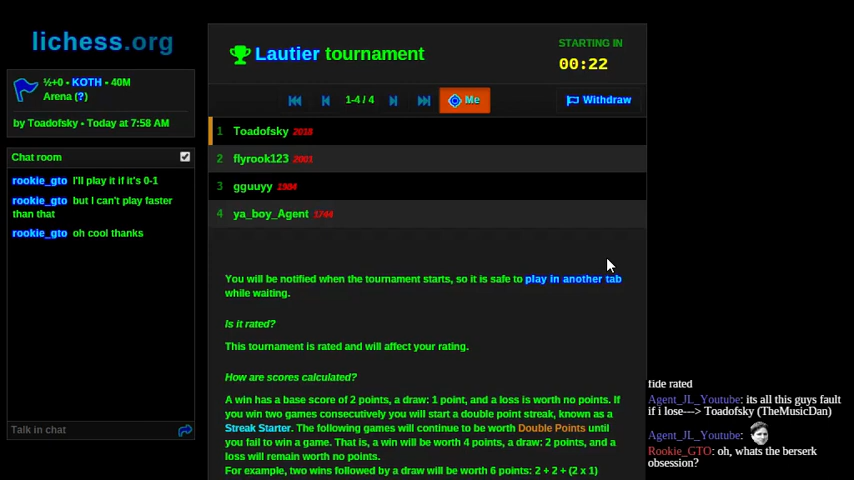 lichess.org
Lautier tournament
STARTING IN
00:22
½+0 • KOTH • 40M
Arena (?)
by Toadofsky • Today at 7:58 AM
1-4 / 4
Me
Withdraw
1 Toadofsky 2018
2 flyrook123 2001
3 gguuyy 1984
4 ya_boy_Agent 1744
Chat room
rookie_gto I'll play it if it's 0-1
rookie_gto but I can't play faster
than that
rookie_gto oh cool thanks
Talk in chat
You will be notified when the tournament starts, so it is safe to play in another tab
while waiting.
Is it rated?
This tournament is rated and will affect your rating.
How are scores calculated?
A win has a base score of 2 points, a draw: 1 point, and a loss is worth no points. If
you win two games consecutively you will start a double point streak, known as a
Streak Starter. The following games will continue to be worth Double Points until
you fail to win a game. That is, a win will be worth 4 points, a draw: 2 points, and a
loss will remain worth no points.
For example, two wins followed by a draw will be worth 6 points: 2 + 2 + (2 x 1)
fide rated
Agent_JL_Youtube: its all this guys fault
if i lose---> Toadofsky (TheMusicDan)
Agent_JL_Youtube:
Rookie_GTO: oh, whats the berserk
obsession?